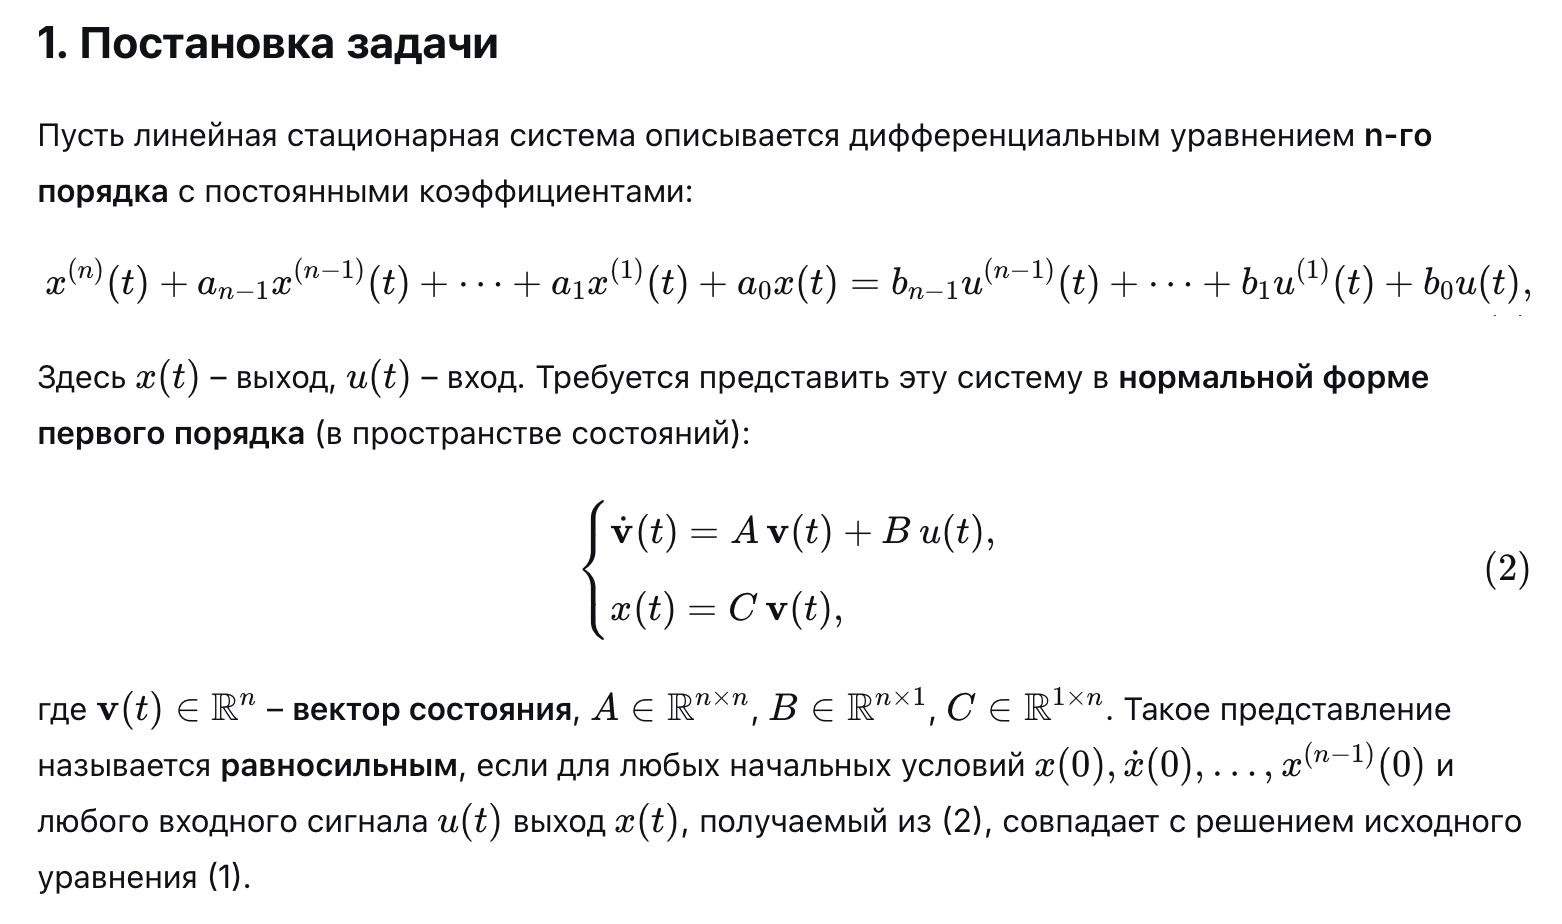 1. Постановка задачи
Пусть линейная стационарная система описывается дифференциальным уравнением n-го
порядка с постоянными коэффициентами:
x^{(n)}(t) + a_{n−1}x^{(n−1)}(t) + ⋯ + a_1x^{(1)}(t) + a_0x(t) = b_{n−1}u^{(n−1)}(t) + ⋯ + b_1u^{(1)}(t) + b_0u(t),
Здесь x(t) – выход, u(t) – вход. Требуется представить эту систему в нормальной форме
первого порядка (в пространстве состояний):
{ v̇(t) = A v(t) + B u(t),
x(t) = C v(t),
(2)
где v(t) ∈ ℝ^n – вектор состояния, A ∈ ℝ^{n×n}, B ∈ ℝ^{n×1}, C ∈ ℝ^{1×n}. Такое представление
называется равносильным, если для любых начальных условий x(0), ẋ(0), …, x^{(n−1)}(0) и
любого входного сигнала u(t) выход x(t), получаемый из (2), совпадает с решением исходного
уравнения (1).